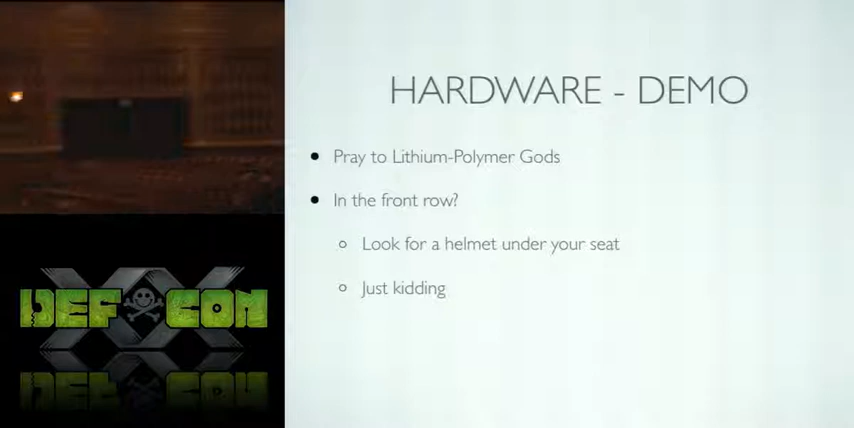 HARDWARE - DEMO
Pray to Lithium-Polymer Gods
In the front row?
Look for a helmet under your seat
Just kidding
XX
DEF CON